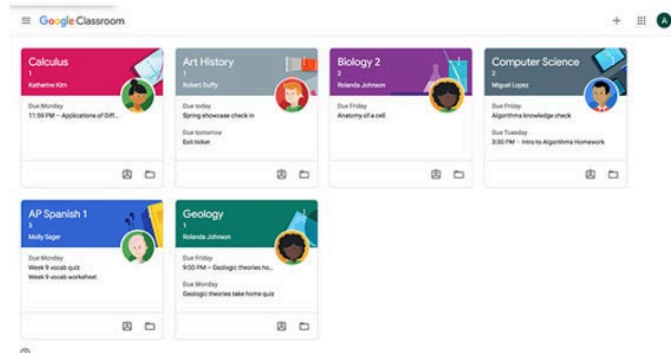 Google Classroom
A
Calculus
1
Katherine Kim
Due Monday
11:59 PM – Applications of Diff...
Art History
1
Robert Duffy
Due today
Spring showcase check in
Due tomorrow
Exit ticket
Biology 2
2
Rolanda Johnson
Due Friday
Anatomy of a cell
Computer Science
2
Miguel Lopez
Due Friday
Algorithms knowledge check
Due Tuesday
3:30 PM – Intro to Algorithms Homework
AP Spanish 1
3
Molly Sager
Due Monday
Week 9 vocab quiz
Week 9 vocab worksheet
Geology
1
Rolanda Johnson
Due Friday
9:00 PM – Geologic theories ho...
Due Monday
Geologic theories take home quiz